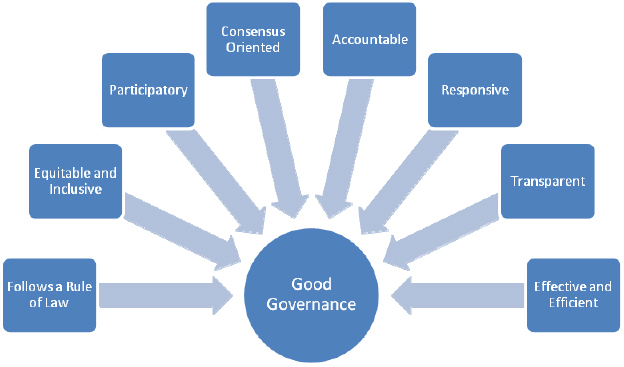 Consensus
Oriented
Accountable
Participatory
Responsive
Equitable and
Inclusive
Transparent
Follows a Rule
of Law
Good
Governance
Effective and
Efficient